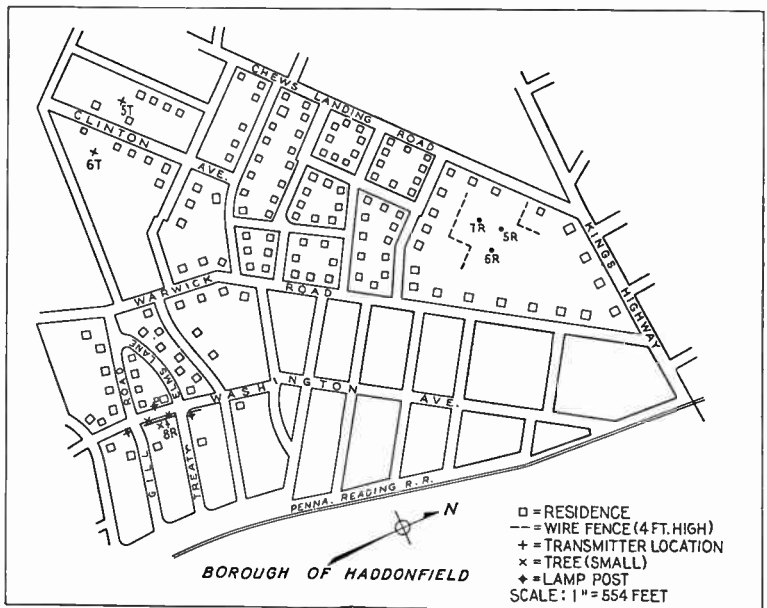 CHEWS LANDING ROAD
5T
CLINTON AVE.
6T
7R
5R
6R
KINGS HIGHWAY
WARWICK ROAD
ELMS LANE
ROAD
GILL
WASHINGTON AVE.
8R
TREATY
PENNA. READING R.R.
N
BOROUGH OF HADDONFIELD
□ = RESIDENCE
--- = WIRE FENCE (4 FT. HIGH)
+ = TRANSMITTER LOCATION
× = TREE (SMALL)
✦ = LAMP POST
SCALE: 1" = 554 FEET